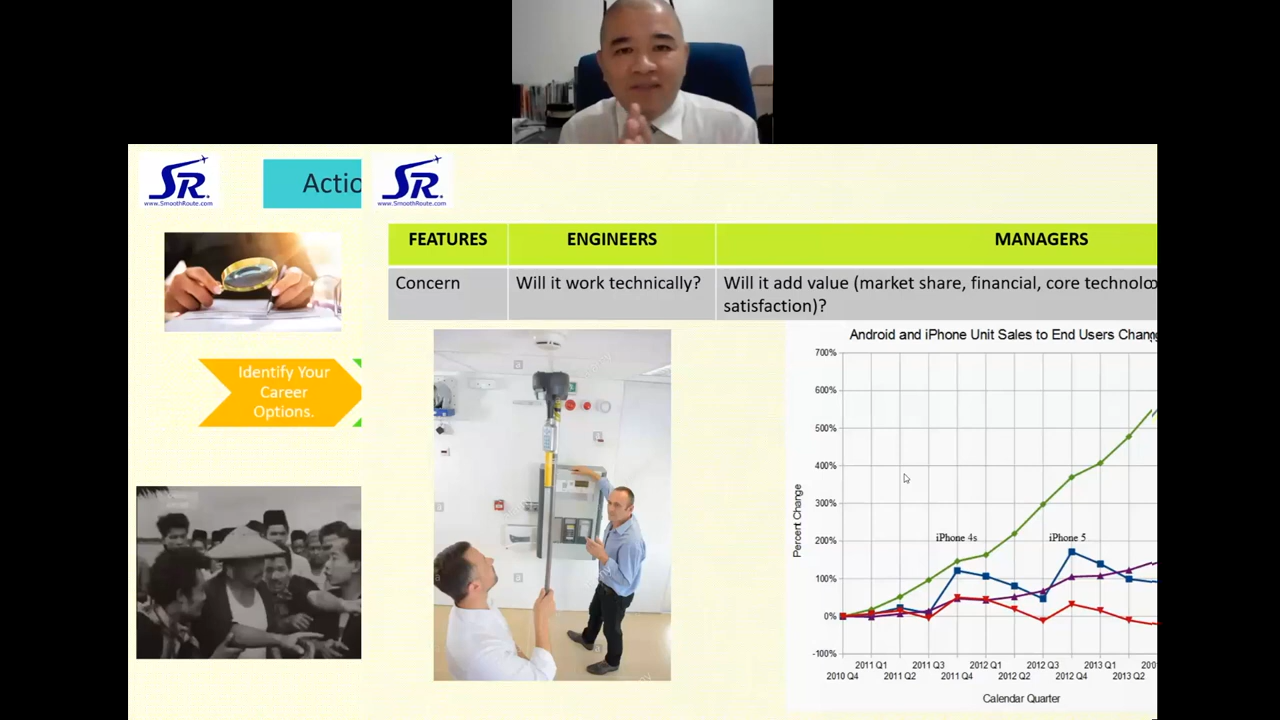 SR.
www.SmoothRoute.com
Actio
SR.
www.SmoothRoute.com
FEATURES
ENGINEERS
MANAGERS
Concern
Will it work technically?
Will it add value (market share, financial, core technolo
satisfaction)?
Identify Your
Career
Options.
Android and iPhone Unit Sales to End Users Chang
700%
600%
500%
400%
300%
200%
100%
0%
-100%
Percent Change
iPhone 4s
iPhone 5
2011 Q1
2011 Q3
2012 Q1
2012 Q3
2013 Q1
2010 Q4
2011 Q2
2011 Q4
2012 Q2
2012 Q4
2013 Q2
Calendar Quarter